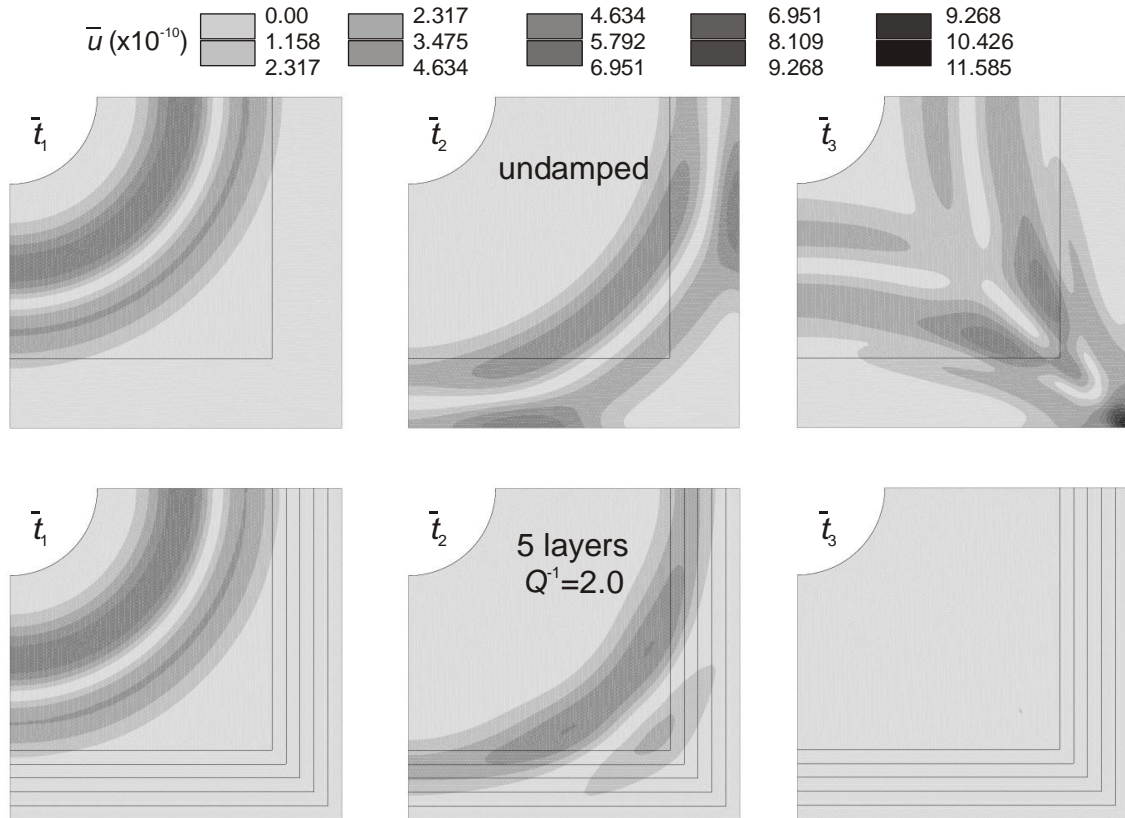 u̅ (x10⁻¹⁰)
0.00
1.158
2.317
2.317
3.475
4.634
4.634
5.792
6.951
6.951
8.109
9.268
9.268
10.426
11.585
t̅₁
t̅₂
undamped
t̅₃
t̅₁
t̅₂
5 layers
Q⁻¹=2.0
t̅₃